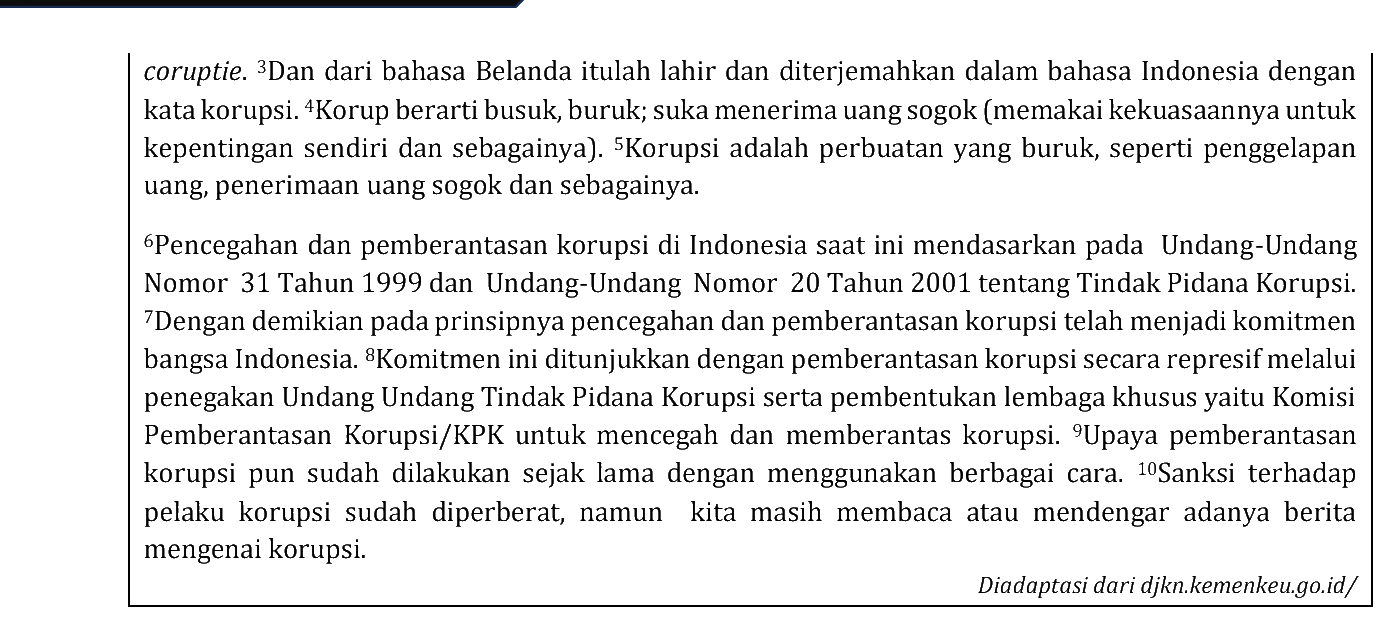 coruptie. ³Dan dari bahasa Belanda itulah lahir dan diterjemahkan dalam bahasa Indonesia dengan
kata korupsi. ⁴Korup berarti busuk, buruk; suka menerima uang sogok (memakai kekuasaannya untuk
kepentingan sendiri dan sebagainya). ⁵Korupsi adalah perbuatan yang buruk, seperti penggelapan
uang, penerimaan uang sogok dan sebagainya.
⁶Pencegahan dan pemberantasan korupsi di Indonesia saat ini mendasarkan pada Undang-Undang
Nomor 31 Tahun 1999 dan Undang-Undang Nomor 20 Tahun 2001 tentang Tindak Pidana Korupsi.
⁷Dengan demikian pada prinsipnya pencegahan dan pemberantasan korupsi telah menjadi komitmen
bangsa Indonesia. ⁸Komitmen ini ditunjukkan dengan pemberantasan korupsi secara represif melalui
penegakan Undang Undang Tindak Pidana Korupsi serta pembentukan lembaga khusus yaitu Komisi
Pemberantasan Korupsi/KPK untuk mencegah dan memberantas korupsi. ⁹Upaya pemberantasan
korupsi pun sudah dilakukan sejak lama dengan menggunakan berbagai cara. ¹⁰Sanksi terhadap
pelaku korupsi sudah diperberat, namun kita masih membaca atau mendengar adanya berita
mengenai korupsi.
Diadaptasi dari djkn.kemenkeu.go.id/